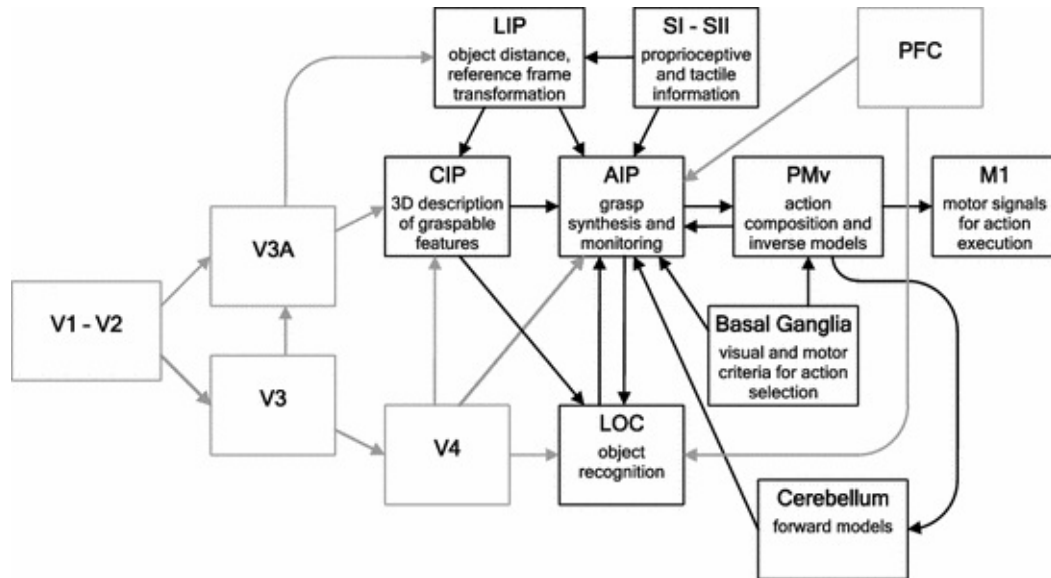 LIP
object distance,
reference frame
transformation
SI - SII
proprioceptive
and tactile
information
PFC
CIP
3D description
of graspable
features
AIP
grasp
synthesis and
monitoring
PMv
action
composition and
inverse models
M1
motor signals
for action
execution
V3A
V1 - V2
V3
V4
Basal Ganglia
visual and motor
criteria for action
selection
LOC
object
recognition
Cerebellum
forward models